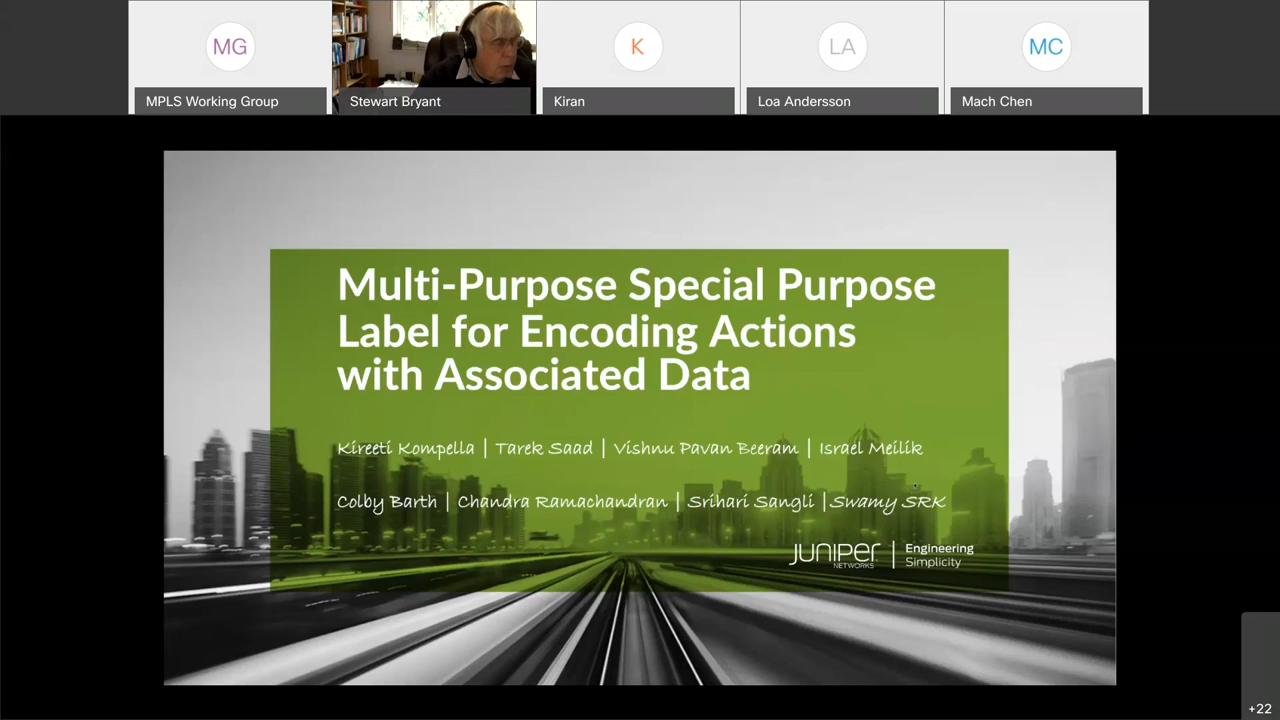 MG
K
LA
MC
MPLS Working Group
Stewart Bryant
Kiran
Loa Andersson
Mach Chen
Multi-Purpose Special Purpose
Label for Encoding Actions
with Associated Data
Kireeti Kompella | Tarek Saad | Vishnu Pavan Beeram | Israel Meilik
Colby Barth | Chandra Ramachandran | Srihari Sangli | Swamy SRK
JUNIPER NETWORKS | Engineering Simplicity
+22